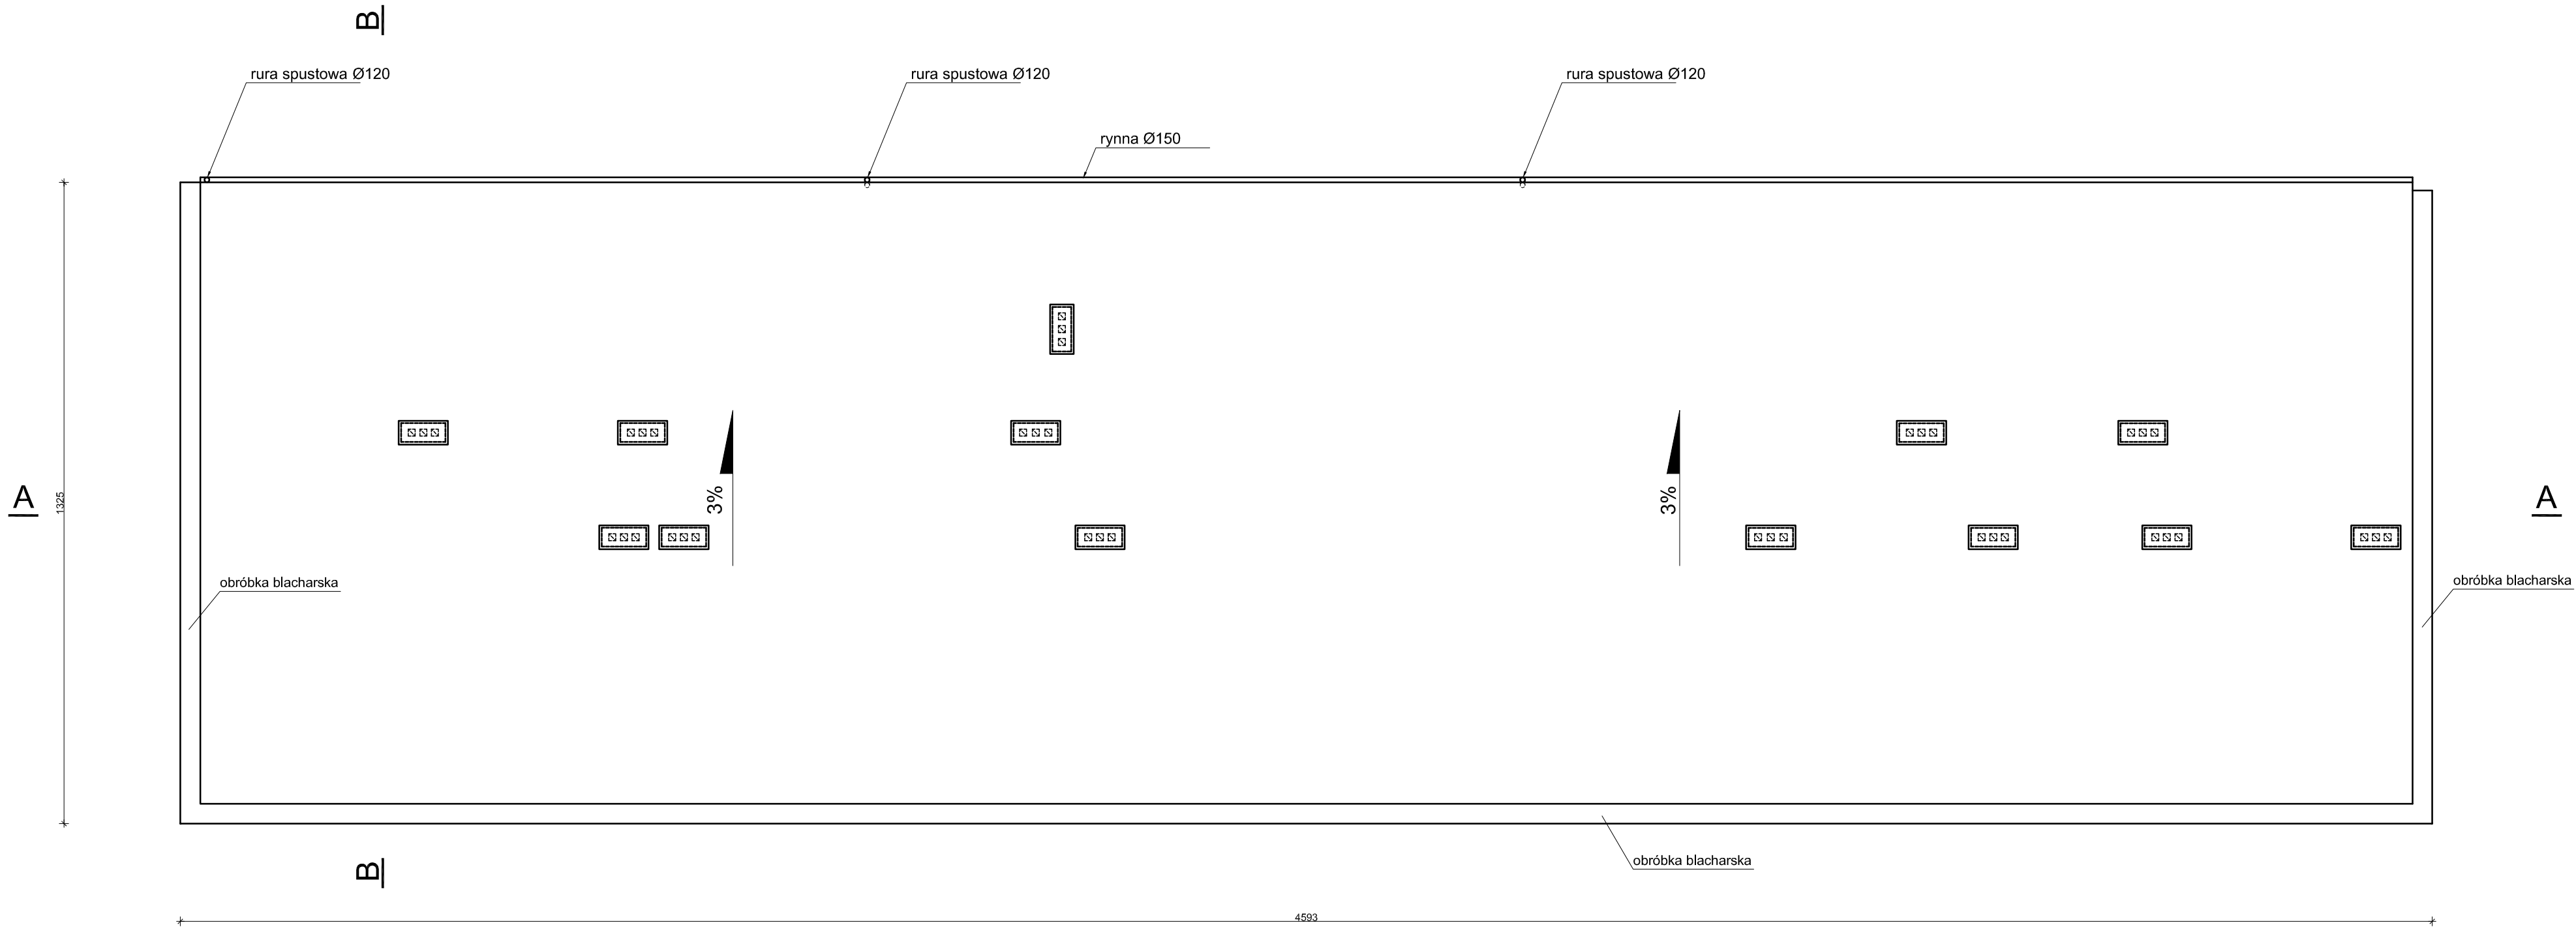 B
rura spustowa Ø120
rura spustowa Ø120
rura spustowa Ø120
rynna Ø150
A
1325
3%
3%
A
obróbka blacharska
obróbka blacharska
obróbka blacharska
B
4593